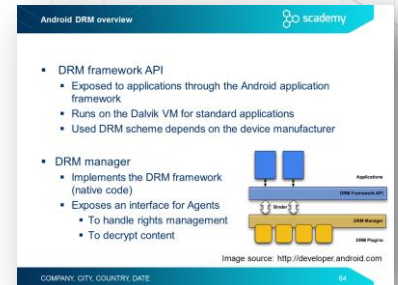 Android DRM overview
scademy
DRM framework API
Exposed to applications through the Android application
framework
Runs on the Dalvik VM for standard applications
Used DRM scheme depends on the device manufacturer
DRM manager
Implements the DRM framework
(native code)
Exposes an interface for Agents
To handle rights management
To decrypt content
Applications
DRM Framework API
Binder
DRM Manager
DRM Plugins
Image source: http://developer.android.com
COMPANY, CITY, COUNTRY, DATE
64